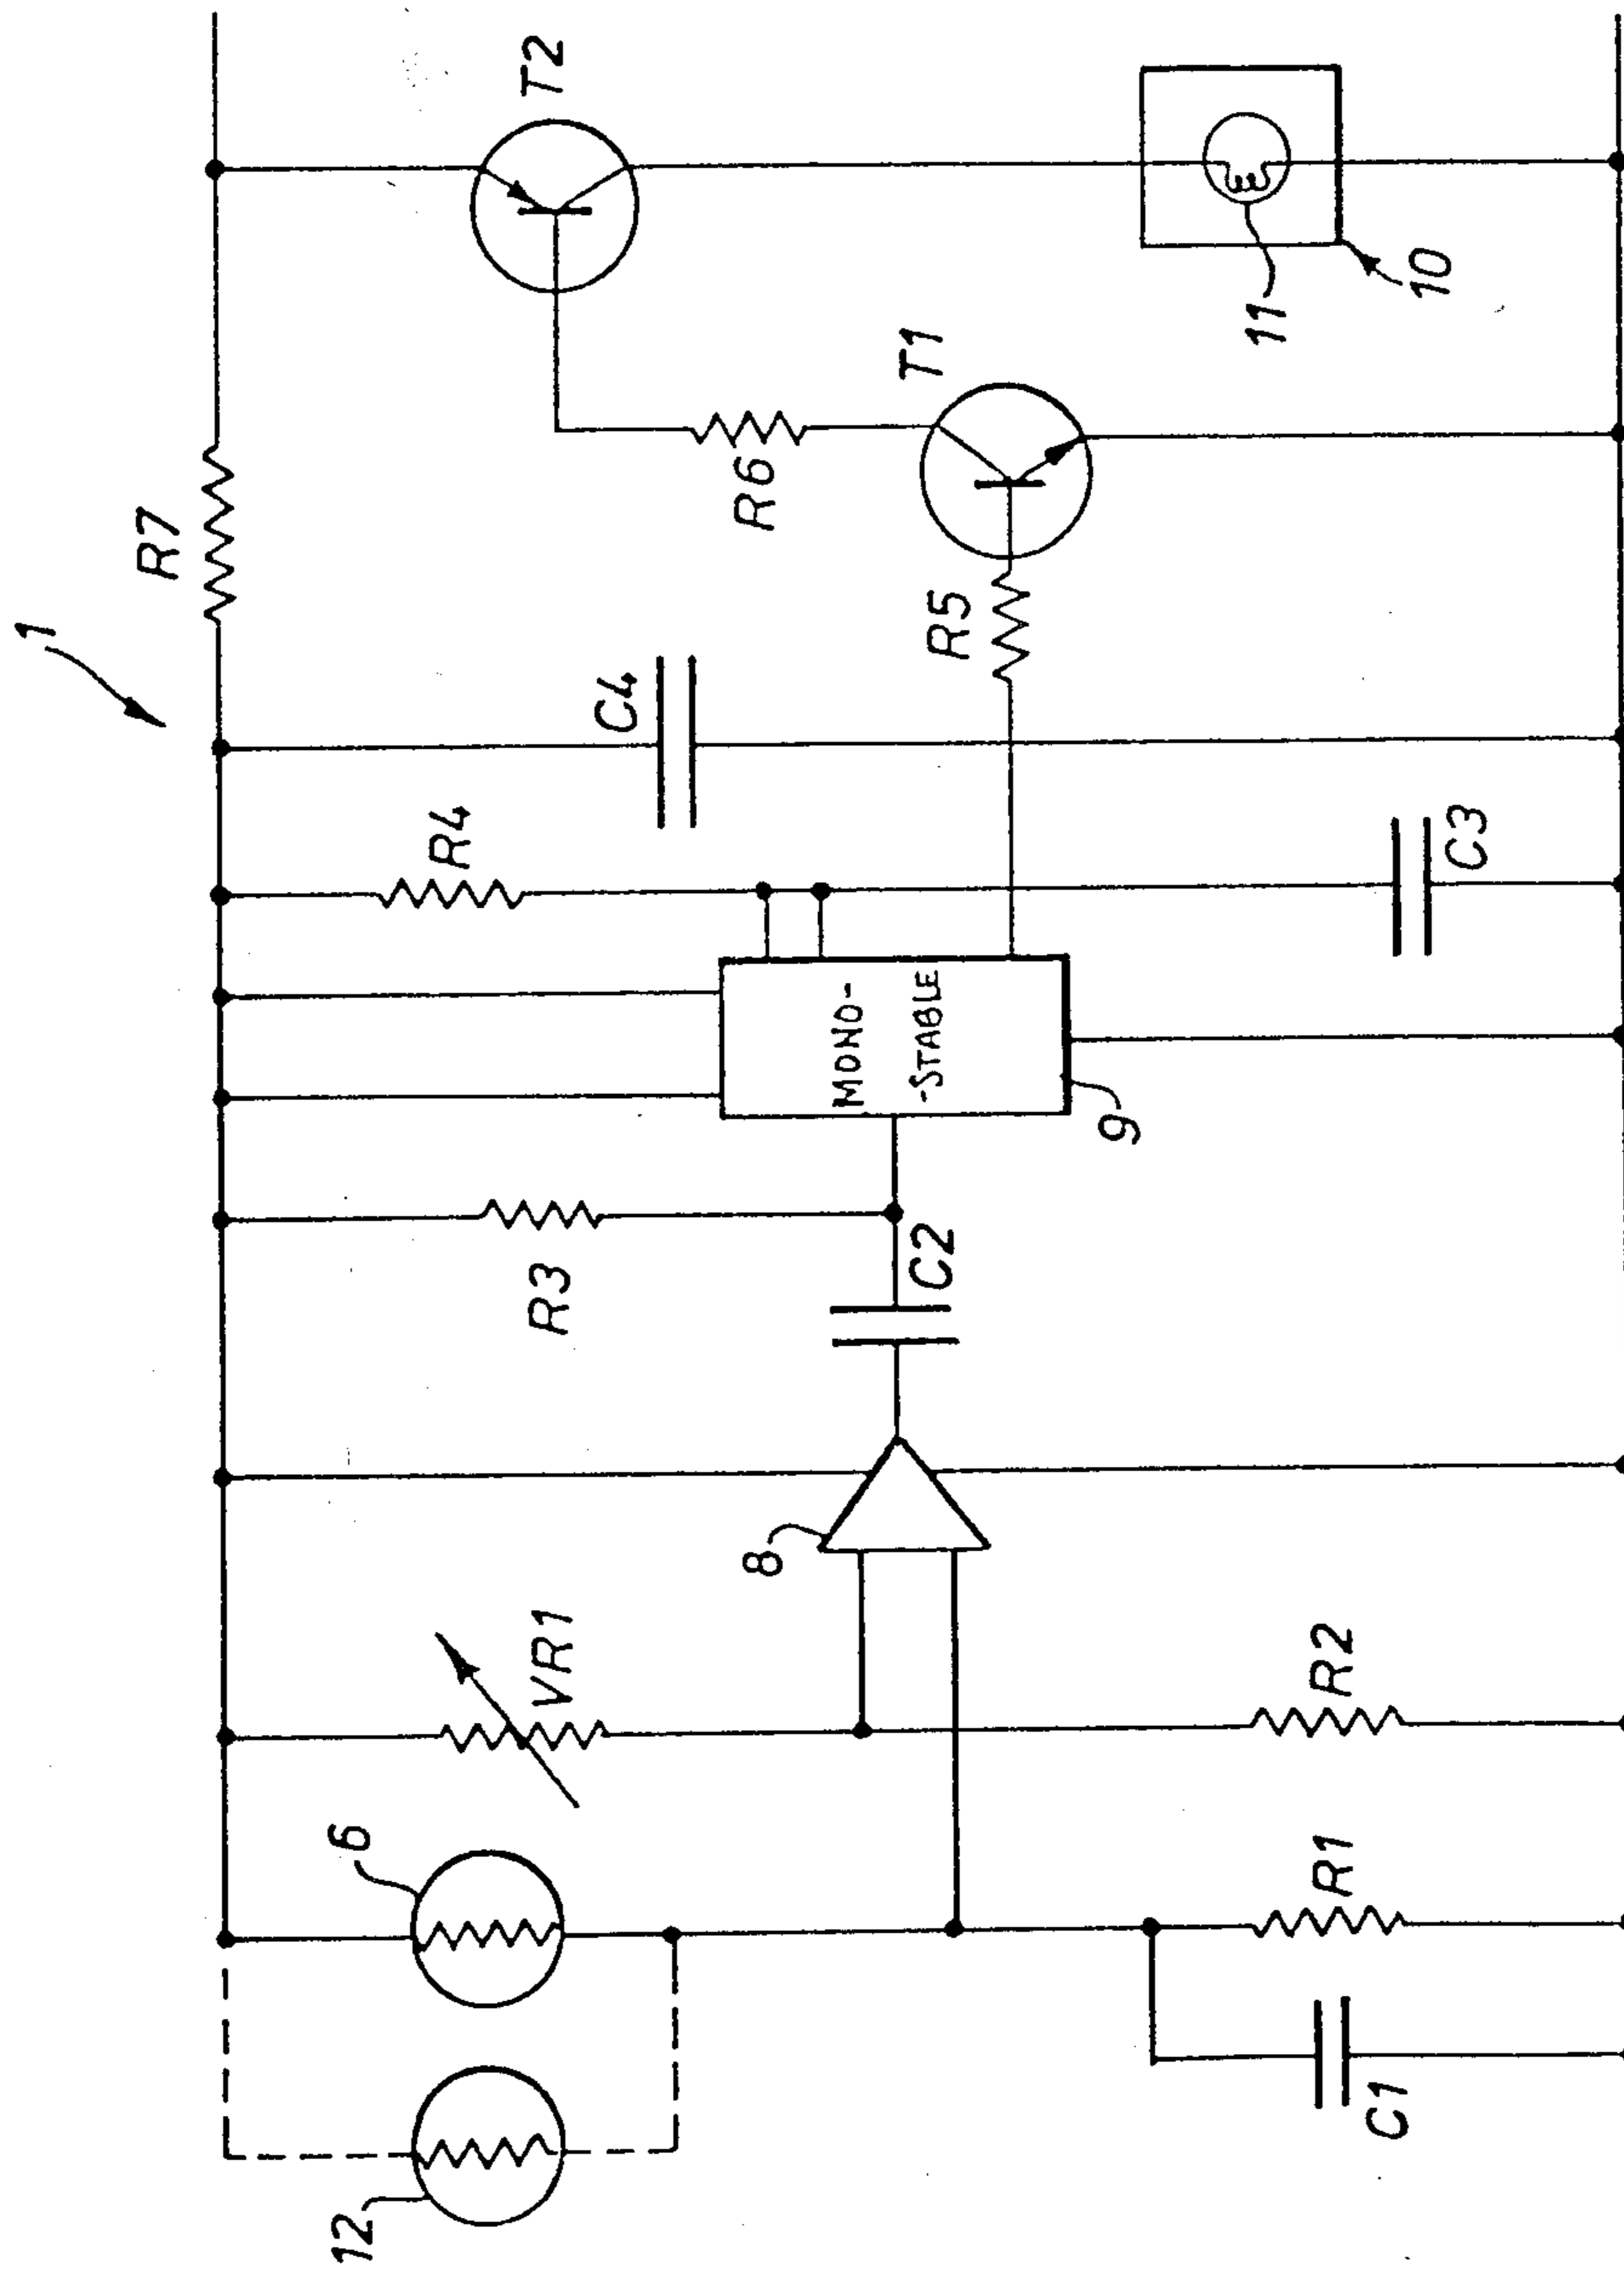 1
R7
T2
C4
R4
R6
T1
R5
11
10
R3
MONO-
-STABLE
9
C3
C2
8
VR1
R2
6
R1
12
C1